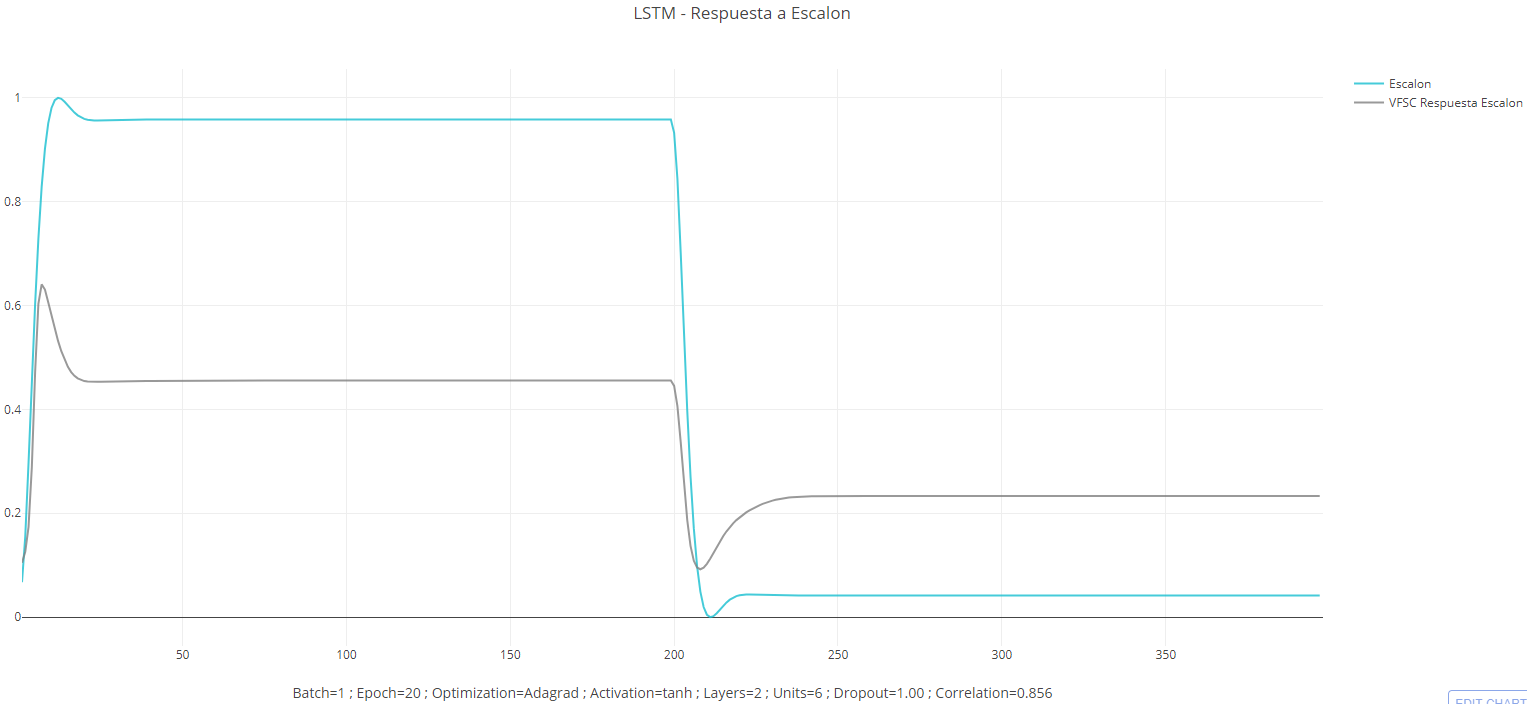 LSTM - Respuesta a Escalon
Escalon
VFSC Respuesta Escalon
1
0.8
0.6
0.4
0.2
0
50 100 150 200 250 300 350
Batch=1 ; Epoch=20 ; Optimization=Adagrad ; Activation=tanh ; Layers=2 ; Units=6 ; Dropout=1.00 ; Correlation=0.856
EDIT CHART